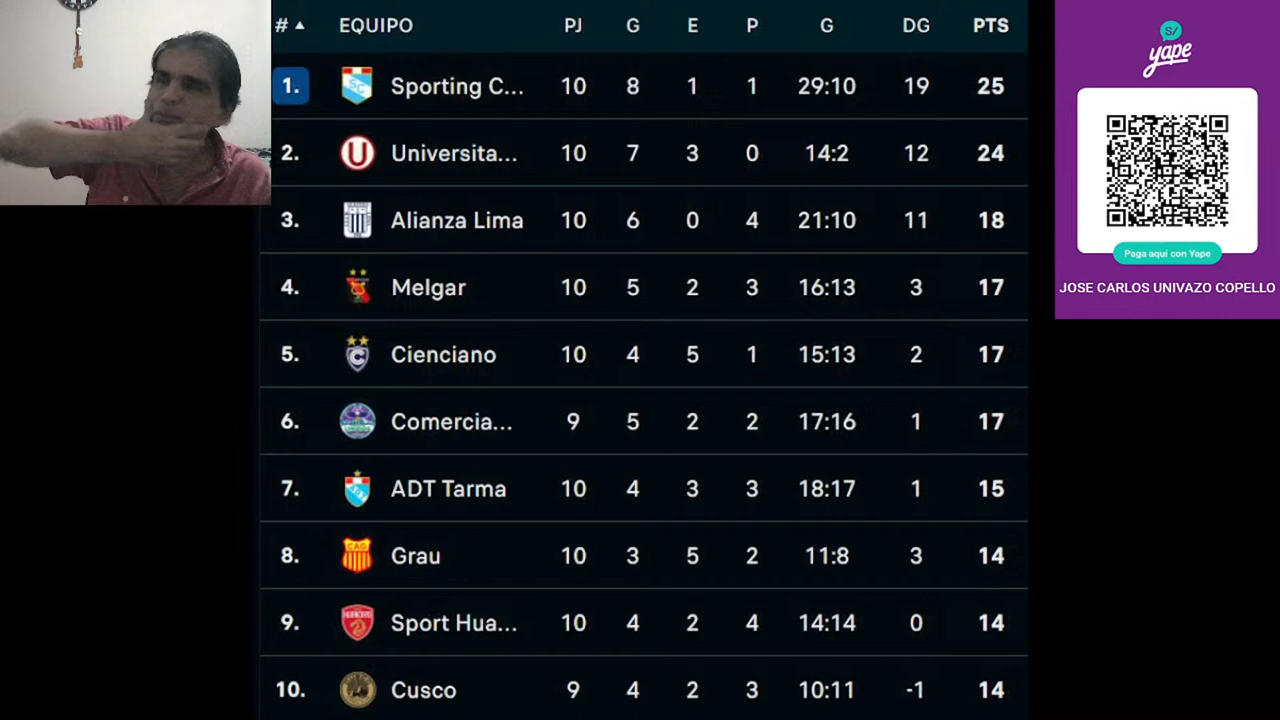 # ▲ EQUIPO PJ G E P G DG PTS
1. Sporting C... 10 8 1 1 29:10 19 25
2. Universita... 10 7 3 0 14:2 12 24
3. Alianza Lima 10 6 0 4 21:10 11 18
4. Melgar 10 5 2 3 16:13 3 17
5. Cienciano 10 4 5 1 15:13 2 17
6. Comercia... 9 5 2 2 17:16 1 17
7. ADT Tarma 10 4 3 3 18:17 1 15
8. Grau 10 3 5 2 11:8 3 14
9. Sport Hua... 10 4 2 4 14:14 0 14
10. Cusco 9 4 2 3 10:11 -1 14
S/
yape
Paga aquí con Yape
JOSE CARLOS UNIVAZO COPELLO